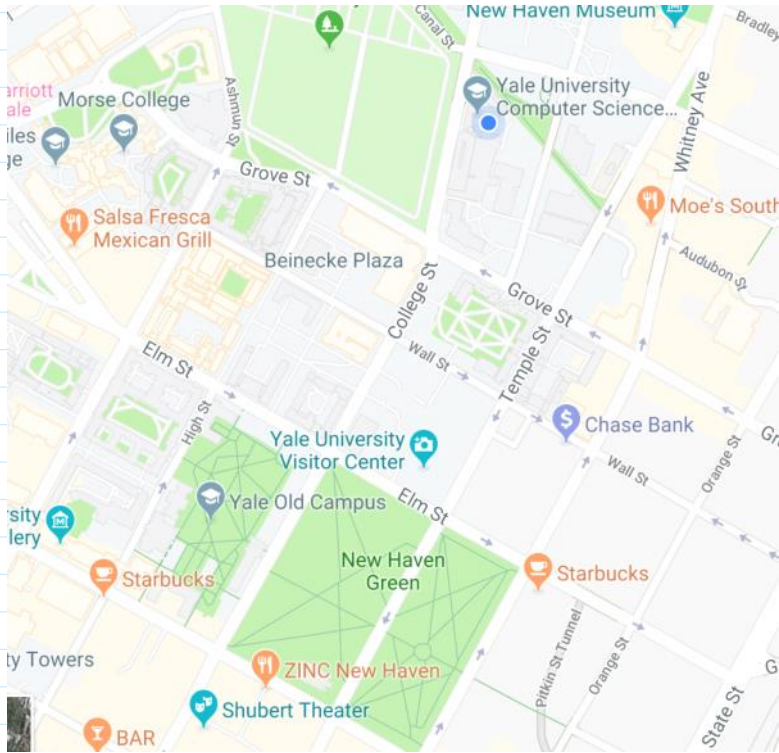 Canal St
New Haven Museum
Bradley
arriott
ale
Morse College
Ashmun St
Yale University
Computer Science...
Whitney Ave
iles
ge
Grove St
Salsa Fresca
Mexican Grill
Moe's South
Beinecke Plaza
Audubon St
College St
Grove St
Elm St
Wall St
Temple St
High St
Chase Bank
Yale University
Visitor Center
Orange St
Wall St
Yale Old Campus
Elm St
rsity
llery
New Haven
Green
Starbucks
Starbucks
ty Towers
ZINC New Haven
Pitkin St Tunnel
Orange St
Shubert Theater
State St
BAR